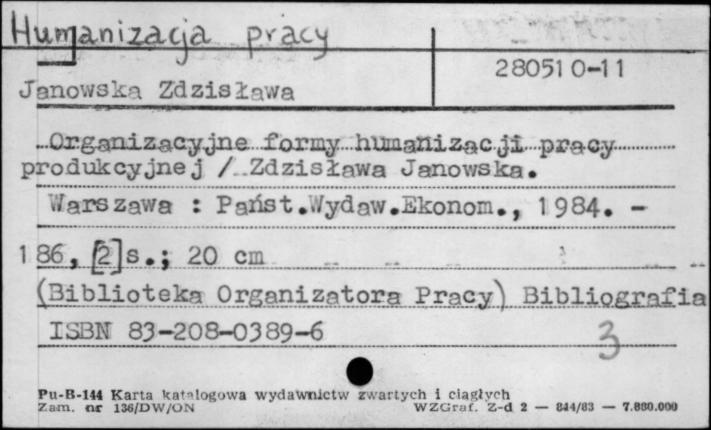 Humanizacja pracy
280510-11
Janowska Zdzisława
Organizacyjne formy humanizacji pracy
produkcyjnej / Zdzisława Janowska.
Warszawa : Państ.Wydaw.Ekonom., 1984. -
186, [2] s.; 20 cm
(Biblioteka Organizatora Pracy) Bibliografia
ISBN 83-208-0389-6
3
Pu-B-144 Karta katalogowa wydawnictw zwartych i ciągłych
Zam. nr 136/DW/ON WZGraf. Z-d 2 — 844/83 — 7.880.000